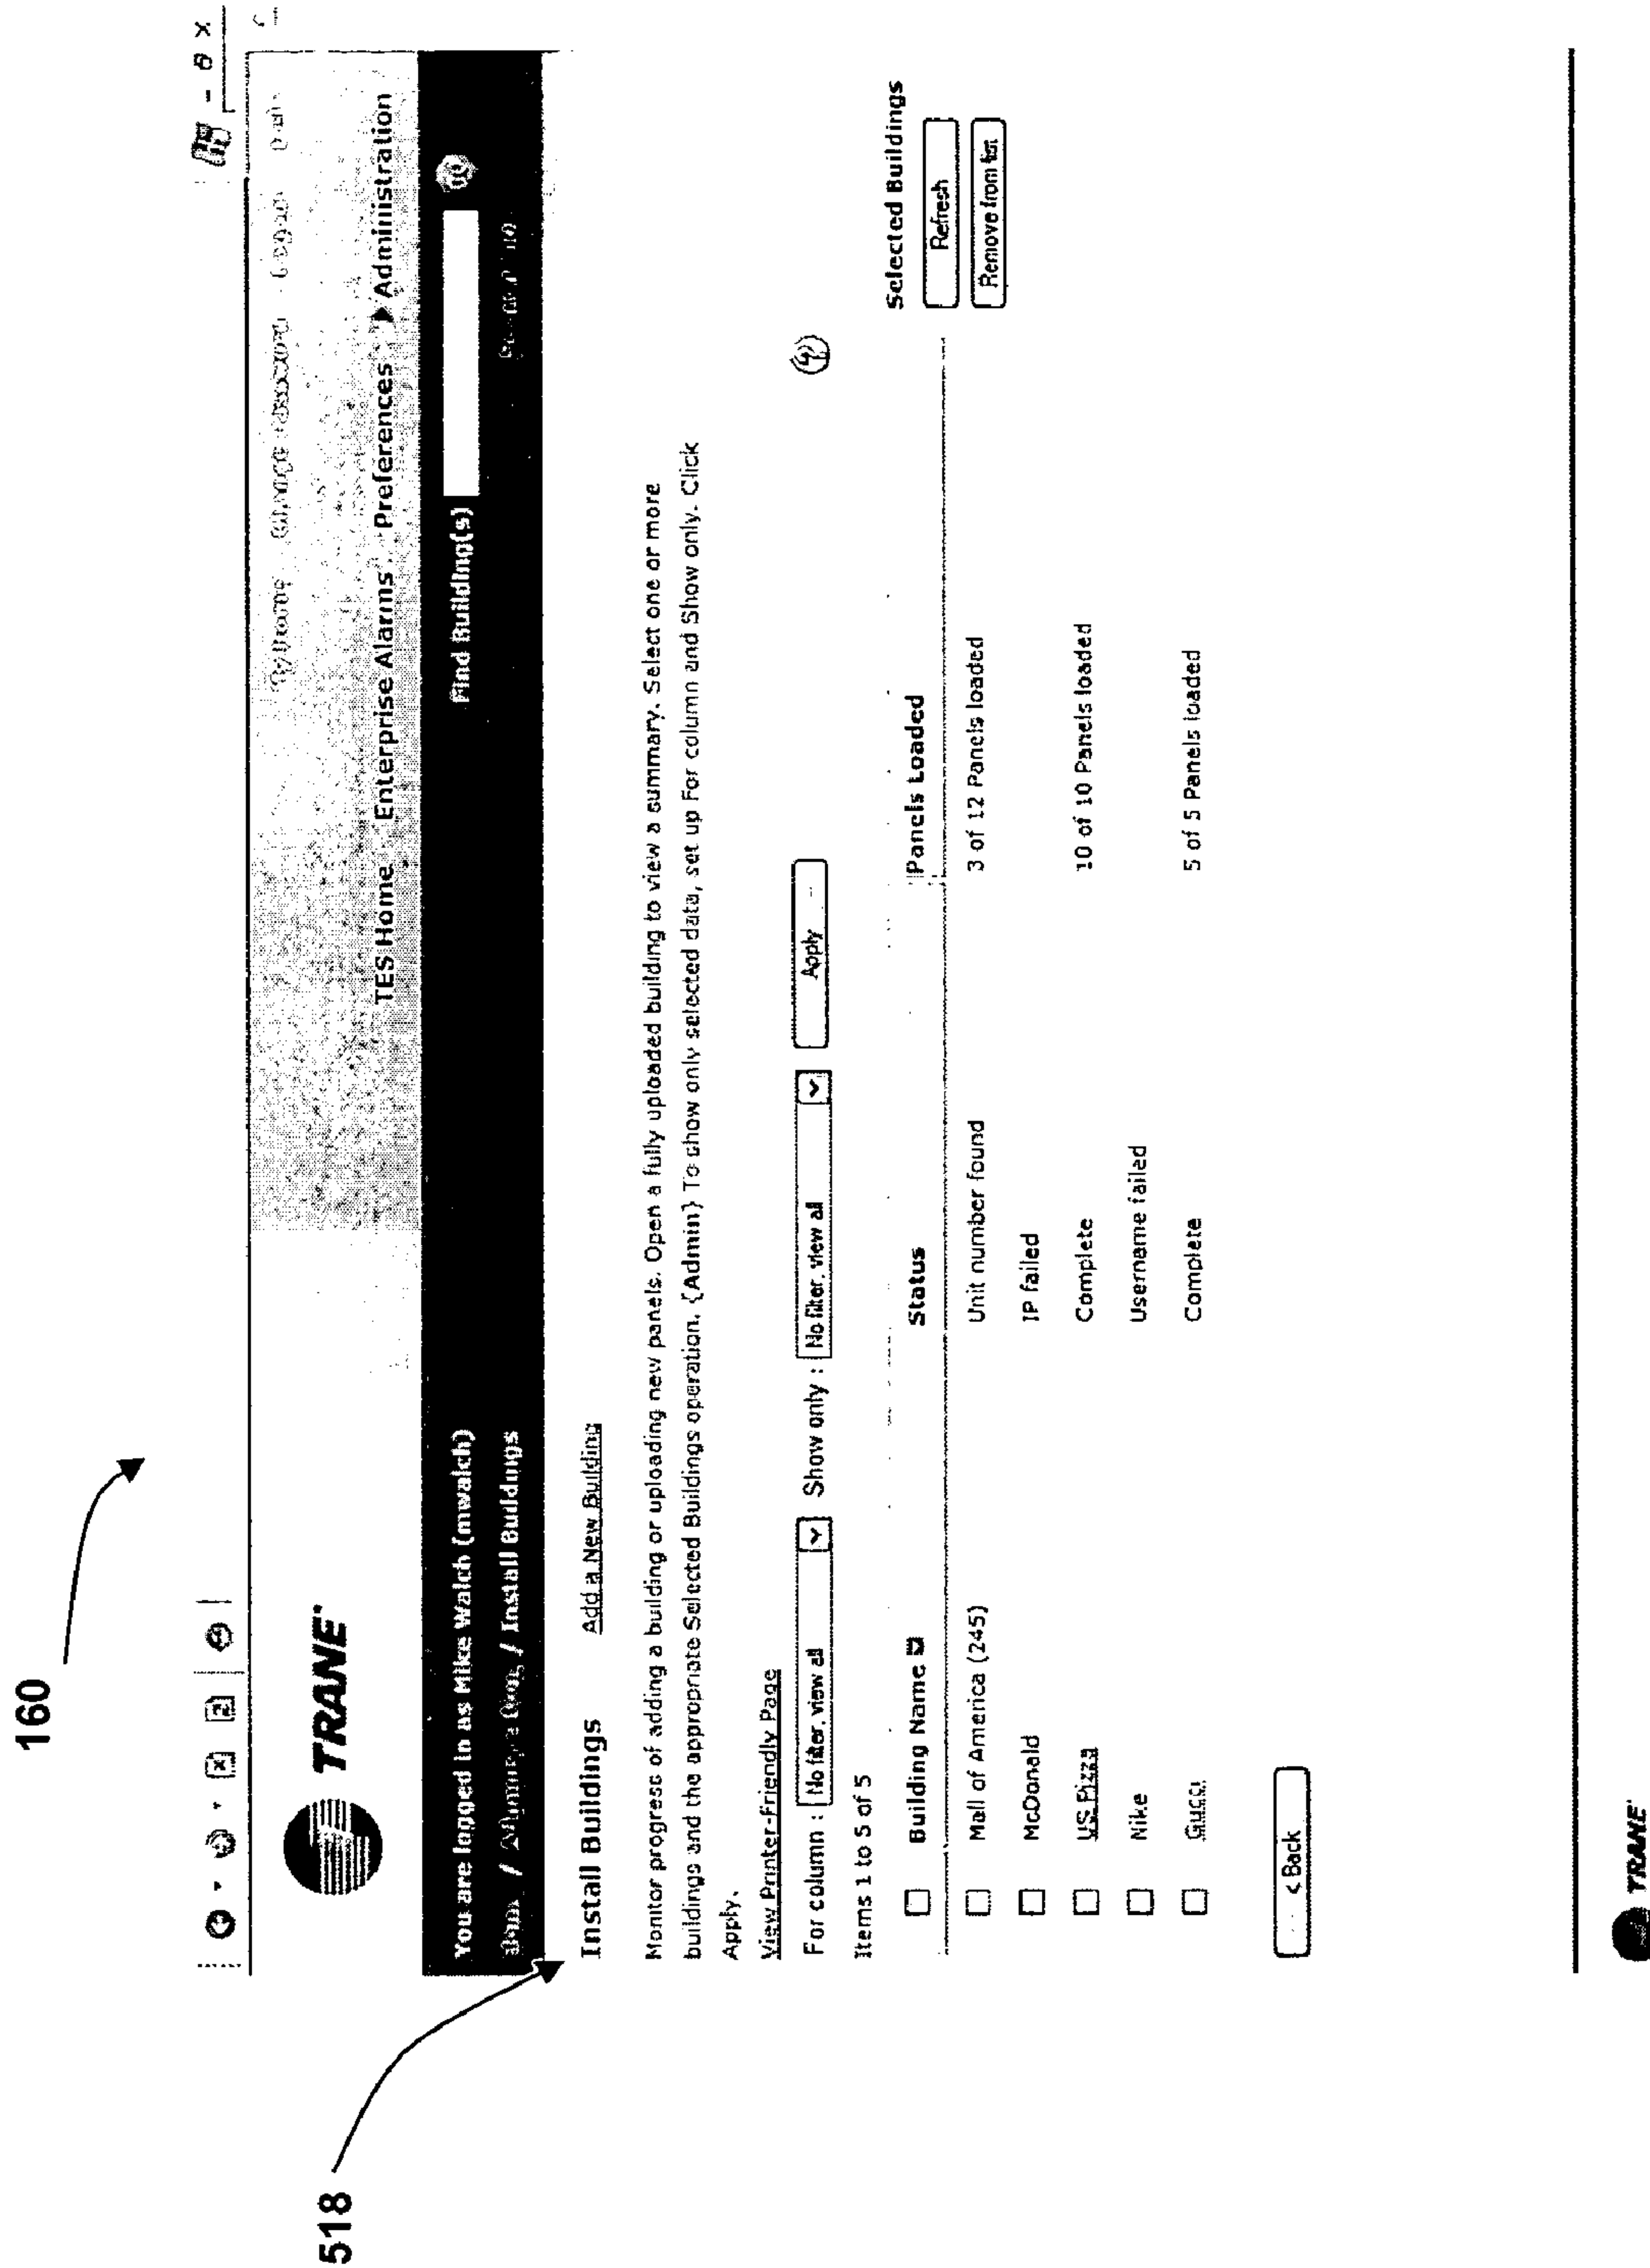 160
518
TRANE
TES Home Enterprise Alarms Preferences Administration
You are logged in as Mike Walch (mwalch)
Find Building(s)
/ Install Buildings
Install Buildings
Add a New Building
Monitor progress of adding a building or uploading new panels. Open a fully uploaded building to view a summary. Select one or more
buildings and the appropriate Selected Buildings operation. {Admin} To show only selected data, set up For column and Show only. Click
Apply.
View Printer-Friendly Page
For column : No filter, view all Show only : No filter, view all Apply
Items 1 to 5 of 5
Selected Buildings
Building Name Status Panels Loaded
Refresh
Mall of America (245) Unit number found 3 of 12 Panels loaded
Remove from list
McDonald IP failed
US Pizza Complete 10 of 10 Panels loaded
Nike Username failed
Gucci Complete 5 of 5 Panels loaded
< Back
TRANE